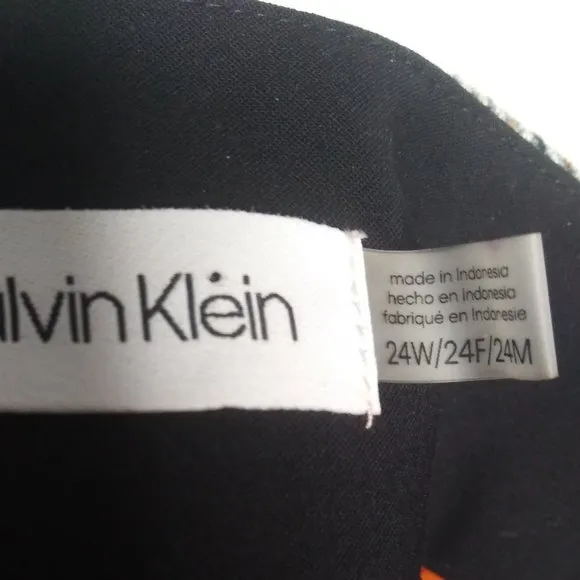 alvin Klein
made in Indonesia
hecho en Indonesia
fabriqué en Indonesie
24W/24F/24M